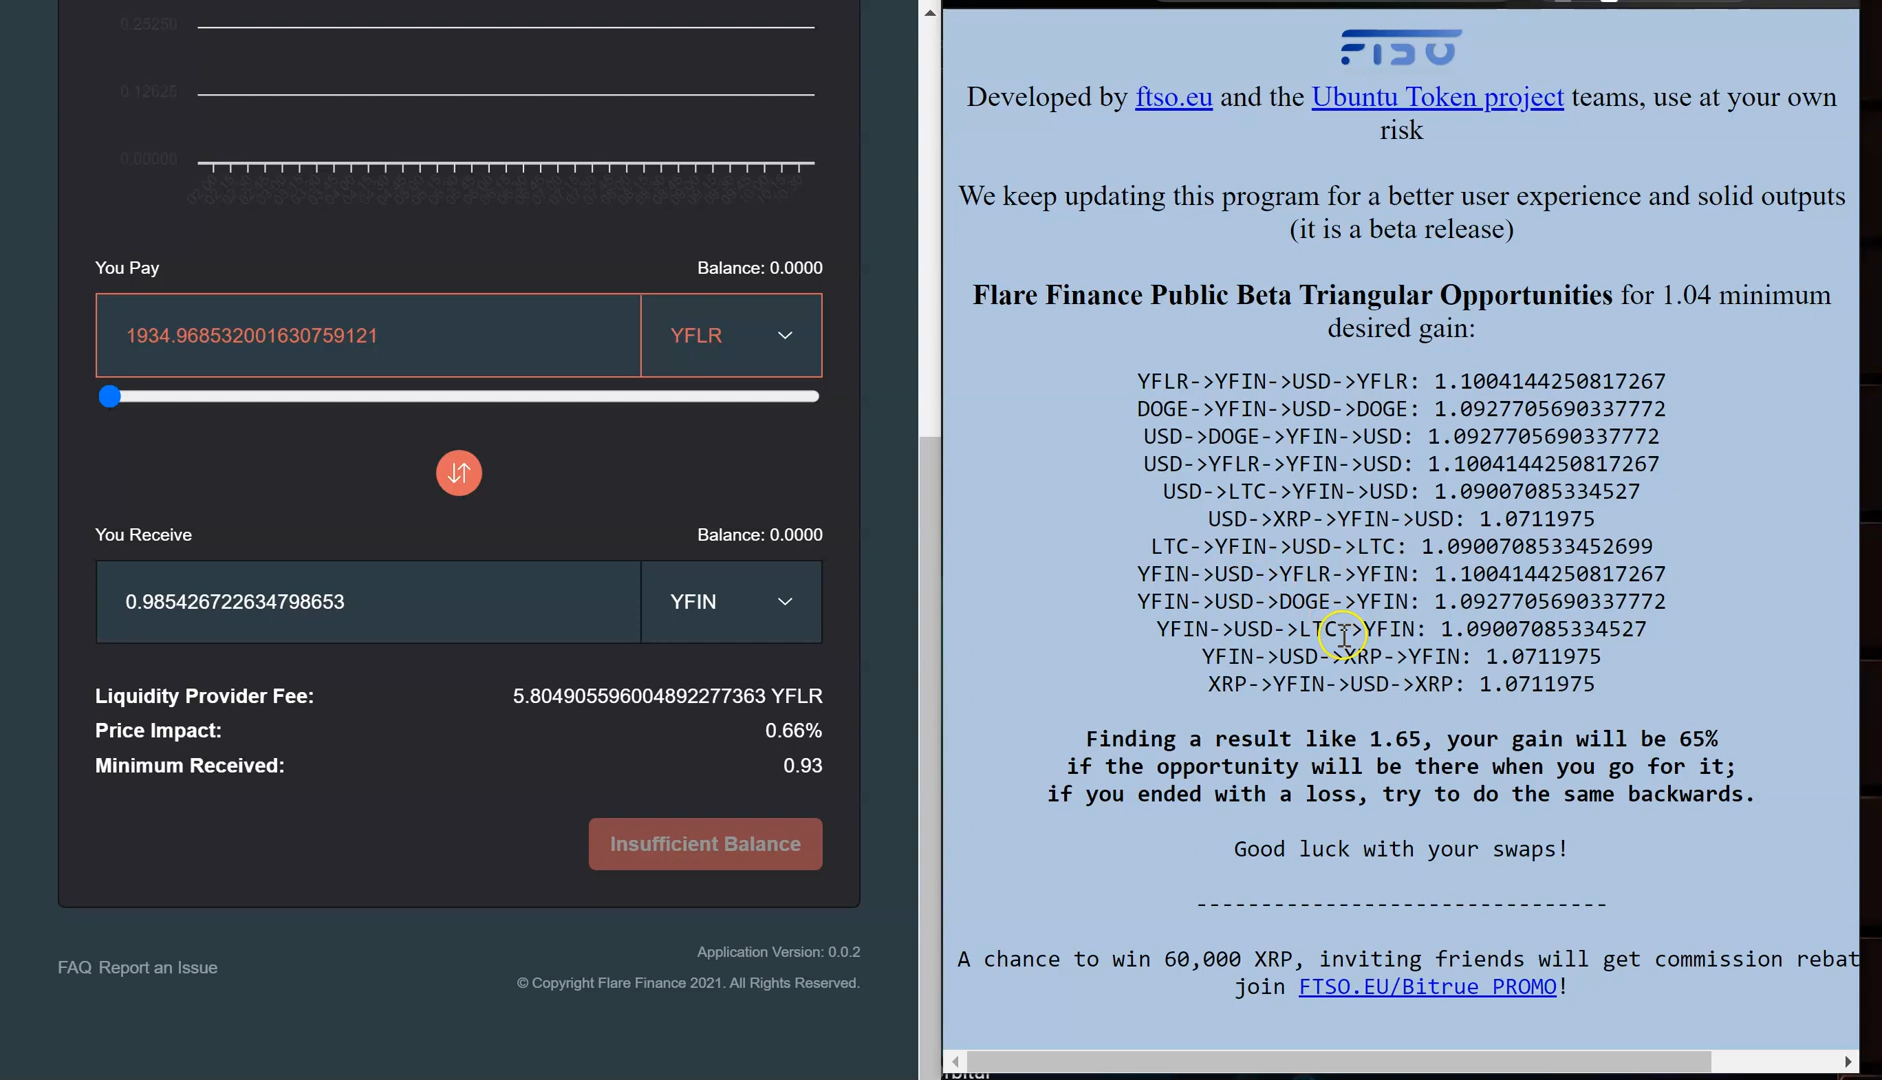 0.25250
0.12625
0.00000
You Pay
Balance: 0.0000
1934.968532001630759121
YFLR
You Receive
Balance: 0.0000
0.985426722634798653
YFIN
Liquidity Provider Fee:
5.804905596004892277363 YFLR
Price Impact:
0.66%
Minimum Received:
0.93
Insufficient Balance
FAQ Report an Issue
Application Version: 0.0.2
© Copyright Flare Finance 2021. All Rights Reserved.
FTSO
Developed by ftso.eu and the Ubuntu Token project teams, use at your own
risk
We keep updating this program for a better user experience and solid outputs
(it is a beta release)
Flare Finance Public Beta Triangular Opportunities for 1.04 minimum
desired gain:
YFLR->YFIN->USD->YFLR: 1.1004144250817267
DOGE->YFIN->USD->DOGE: 1.0927705690337772
USD->DOGE->YFIN->USD: 1.0927705690337772
USD->YFLR->YFIN->USD: 1.1004144250817267
USD->LTC->YFIN->USD: 1.09007085334527
USD->XRP->YFIN->USD: 1.0711975
LTC->YFIN->USD->LTC: 1.0900708533452699
YFIN->USD->YFLR->YFIN: 1.1004144250817267
YFIN->USD->DOGE->YFIN: 1.0927705690337772
YFIN->USD->LTC->YFIN: 1.09007085334527
YFIN->USD->XRP->YFIN: 1.0711975
XRP->YFIN->USD->XRP: 1.0711975
Finding a result like 1.65, your gain will be 65%
if the opportunity will be there when you go for it;
if you ended with a loss, try to do the same backwards.
Good luck with your swaps!
--------------------------------
A chance to win 60,000 XRP, inviting friends will get commission rebat
join FTSO.EU/Bitrue PROMO!